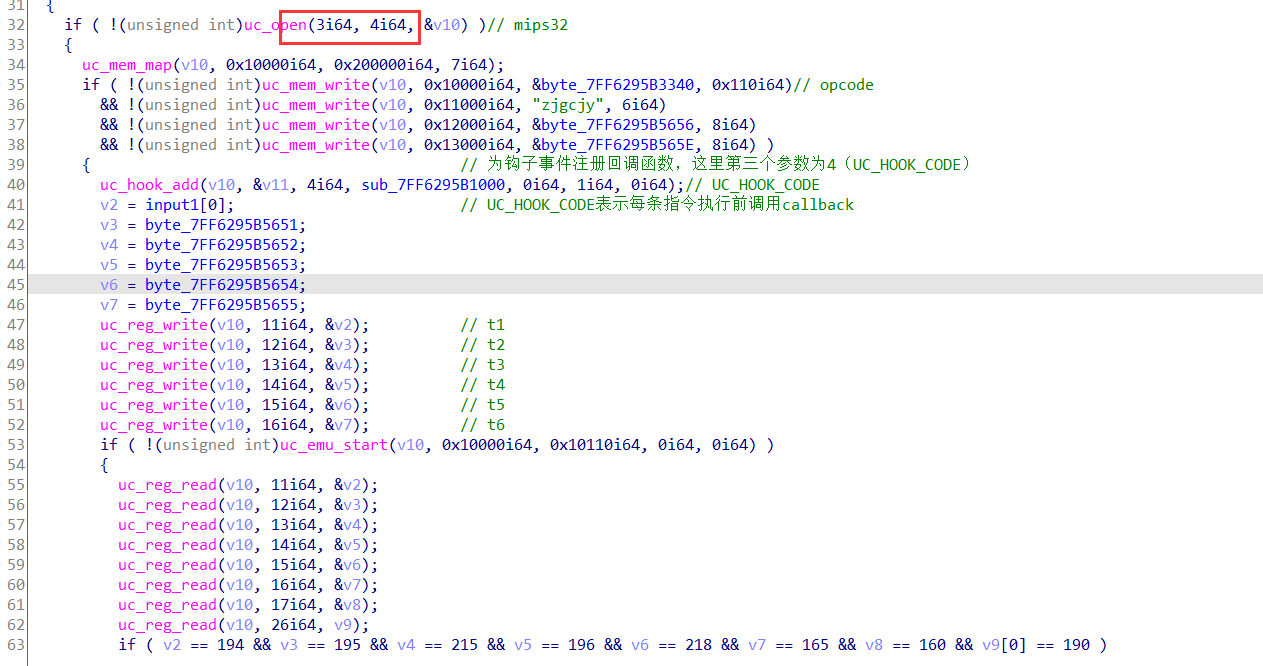 31 {
32 if ( !(unsigned int)uc_open(3i64, 4i64, &v10) )// mips32
33 {
34 uc_mem_map(v10, 0x10000i64, 0x200000i64, 7i64);
35 if ( !(unsigned int)uc_mem_write(v10, 0x10000i64, &byte_7FF6295B3340, 0x110i64)// opcode
36 && !(unsigned int)uc_mem_write(v10, 0x11000i64, "zjgcjy", 6i64)
37 && !(unsigned int)uc_mem_write(v10, 0x12000i64, &byte_7FF6295B5656, 8i64)
38 && !(unsigned int)uc_mem_write(v10, 0x13000i64, &byte_7FF6295B565E, 8i64) )
39 { // 为钩子事件注册回调函数，这里第三个参数为4（UC_HOOK_CODE）
40 uc_hook_add(v10, &v11, 4i64, sub_7FF6295B1000, 0i64, 1i64, 0i64);// UC_HOOK_CODE
41 v2 = input1[0]; // UC_HOOK_CODE表示每条指令执行前调用callback
42 v3 = byte_7FF6295B5651;
43 v4 = byte_7FF6295B5652;
44 v5 = byte_7FF6295B5653;
45 v6 = byte_7FF6295B5654;
46 v7 = byte_7FF6295B5655;
47 uc_reg_write(v10, 11i64, &v2); // t1
48 uc_reg_write(v10, 12i64, &v3); // t2
49 uc_reg_write(v10, 13i64, &v4); // t3
50 uc_reg_write(v10, 14i64, &v5); // t4
51 uc_reg_write(v10, 15i64, &v6); // t5
52 uc_reg_write(v10, 16i64, &v7); // t6
53 if ( !(unsigned int)uc_emu_start(v10, 0x10000i64, 0x10110i64, 0i64, 0i64) )
54 {
55 uc_reg_read(v10, 11i64, &v2);
56 uc_reg_read(v10, 12i64, &v3);
57 uc_reg_read(v10, 13i64, &v4);
58 uc_reg_read(v10, 14i64, &v5);
59 uc_reg_read(v10, 15i64, &v6);
60 uc_reg_read(v10, 16i64, &v7);
61 uc_reg_read(v10, 17i64, &v8);
62 uc_reg_read(v10, 26i64, v9);
63 if ( v2 == 194 && v3 == 195 && v4 == 215 && v5 == 196 && v6 == 218 && v7 == 165 && v8 == 160 && v9[0] == 190 )